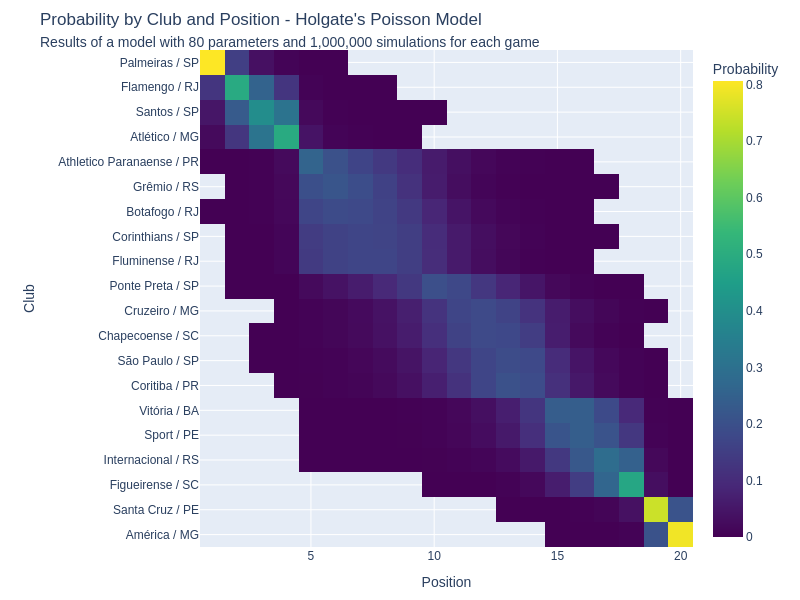 Probability by Club and Position - Holgate's Poisson Model
Results of a model with 80 parameters and 1,000,000 simulations for each game
Probability
Club
Palmeiras / SP
Flamengo / RJ
Santos / SP
Atlético / MG
Athletico Paranaense / PR
Grêmio / RS
Botafogo / RJ
Corinthians / SP
Fluminense / RJ
Ponte Preta / SP
Cruzeiro / MG
Chapecoense / SC
São Paulo / SP
Coritiba / PR
Vitória / BA
Sport / PE
Internacional / RS
Figueirense / SC
Santa Cruz / PE
América / MG
0.8
0.7
0.6
0.5
0.4
0.3
0.2
0.1
0
5
10
15
20
Position